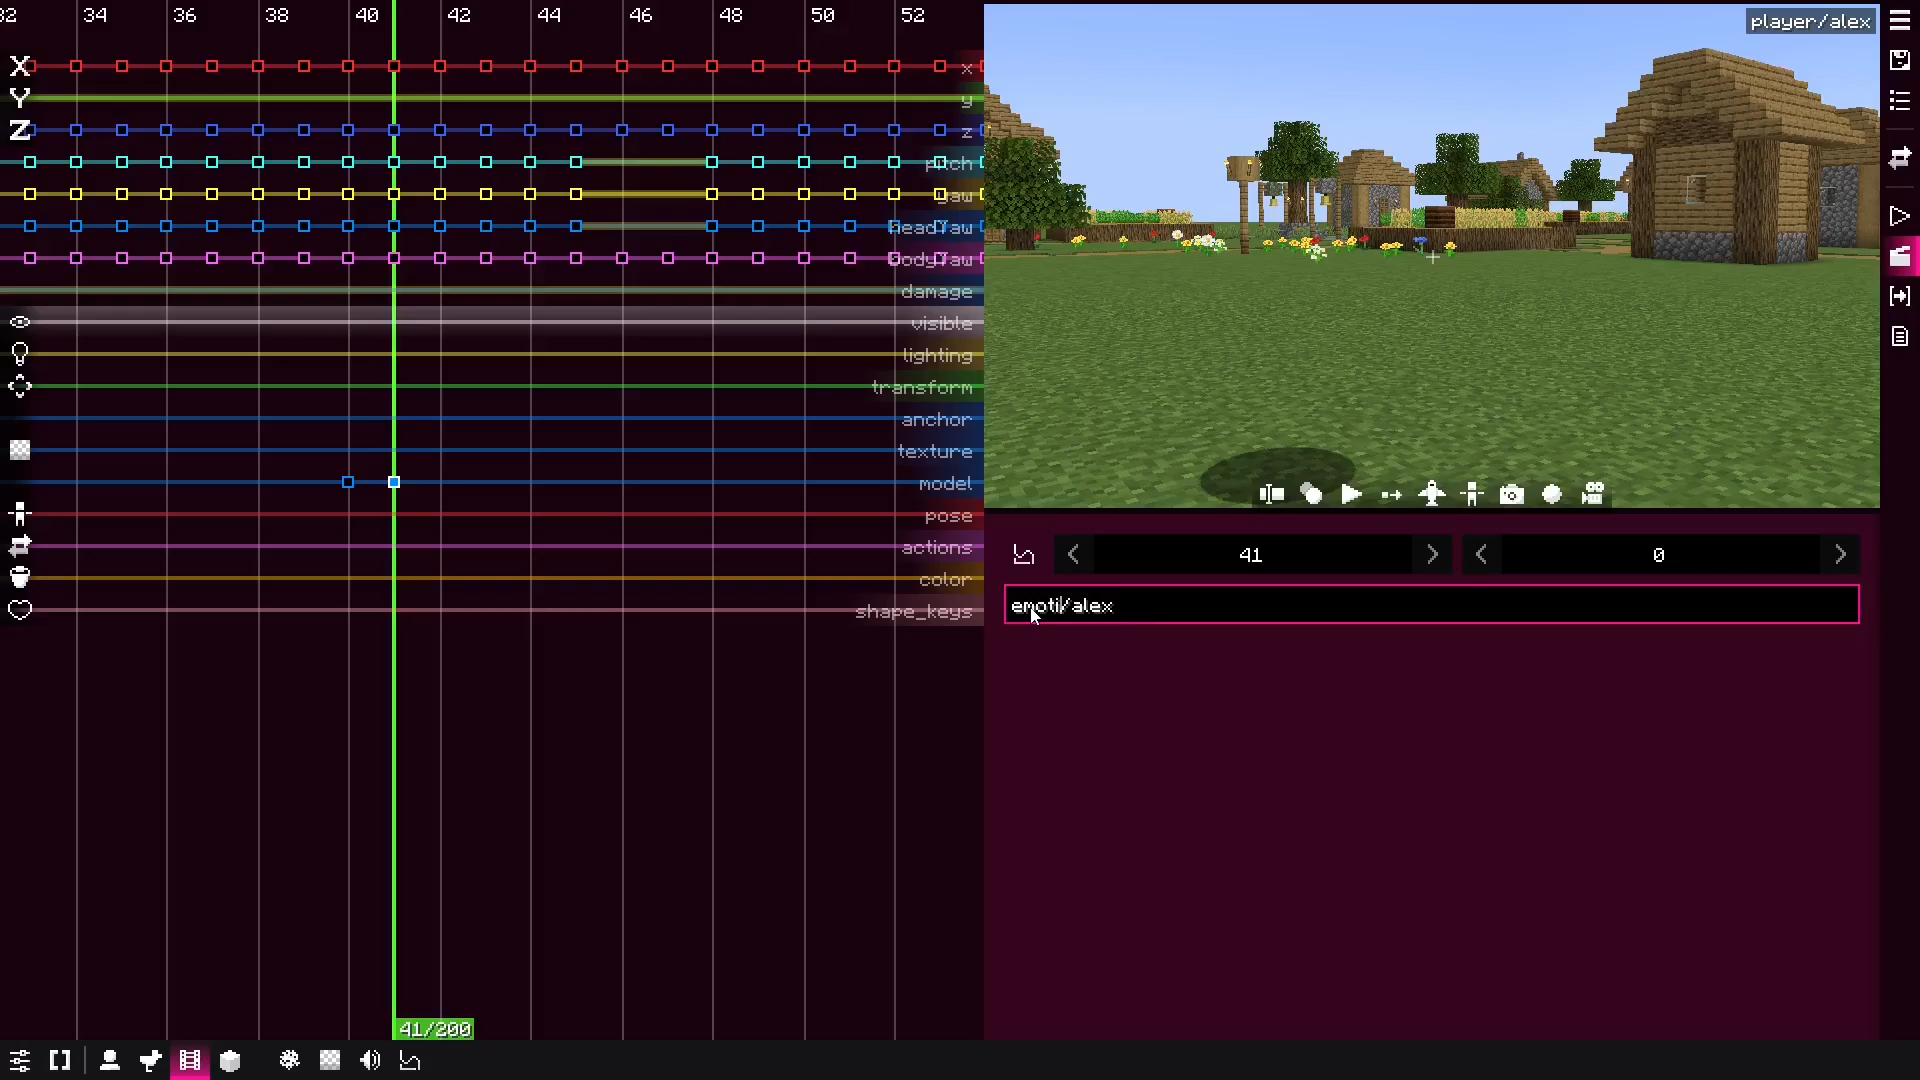 32 34 36 38 40 42 44 46 48 50 52
player/alex
X x
Y y
Z z
pitch
yaw
headYaw
bodyYaw
damage
visible
lighting
transform
anchor
texture
model
pose
actions
color
shape_keys
41 0
emoti/alex
41/200